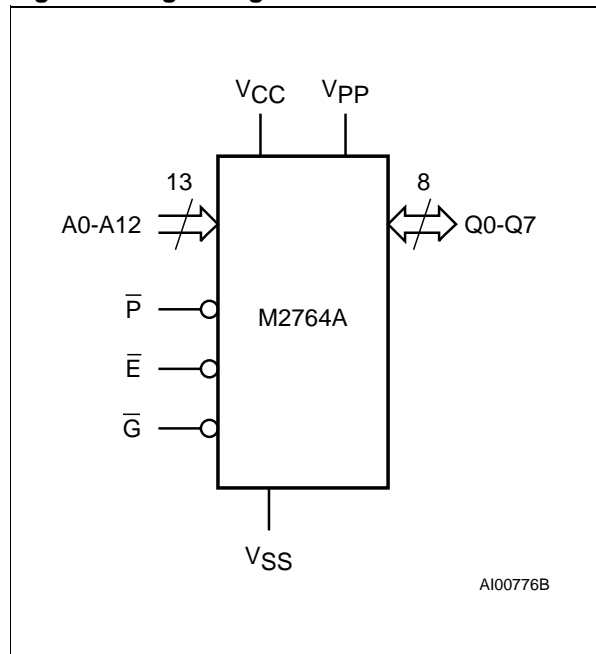 VCC VPP
13 8
A0-A12 Q0-Q7
P̅
M2764A
E̅
G̅
VSS
AI00776B